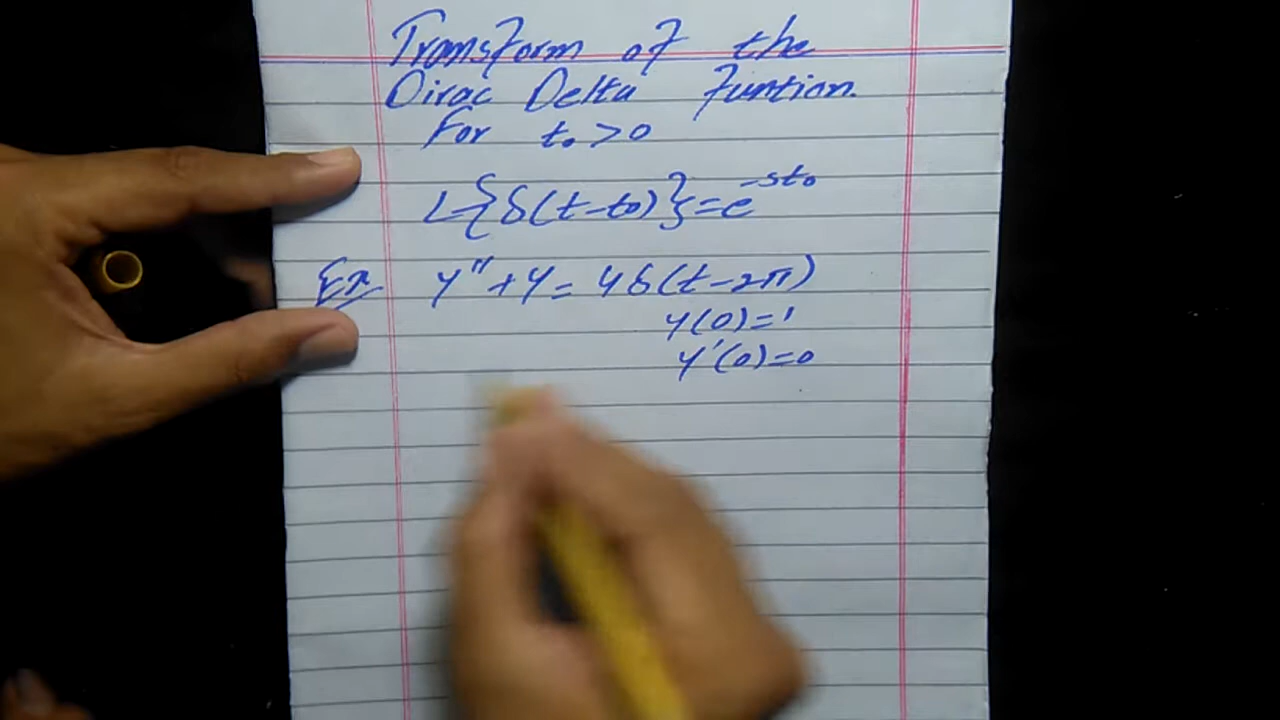 Transform of the
Dirac Delta Funtion.
For t₀ > 0
L{δ(t-t₀)} = e^{-st₀}
Ex y'' + y = 4δ(t-2π)
y(0)=1
y'(0)=0